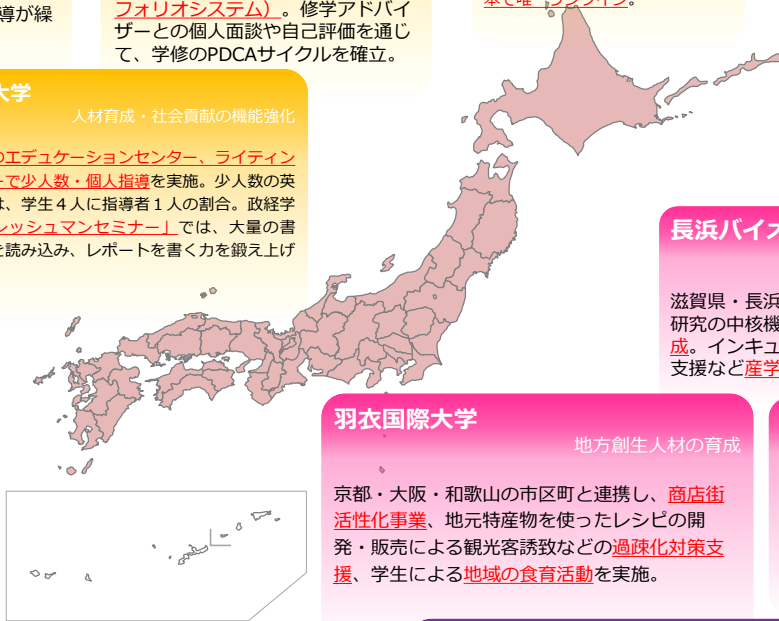 導が繰
フォリオシステム）。修学アドバイ
ザーとの個人面談や自己評価を通じ
て、学修のPDCAサイクルを確立。
大学
人材育成・社会貢献の機能強化
のエデュケーションセンター、ライティン
ーで少人数・個人指導を実施。少人数の英
は、学生４人に指導者１人の割合。政経学
レッシュマンセミナー」では、大量の書
を読み込み、レポートを書く力を鍛え上げ
長浜バイオ
滋賀県・長浜
研究の中核機
成。インキュ
支援など産学
羽衣国際大学
地方創生人材の育成
京都・大阪・和歌山の市区町と連携し、商店街
活性化事業、地元特産物を使ったレシピの開
発・販売による観光客誘致などの過疎化対策支
援、学生による地域の食育活動を実施。